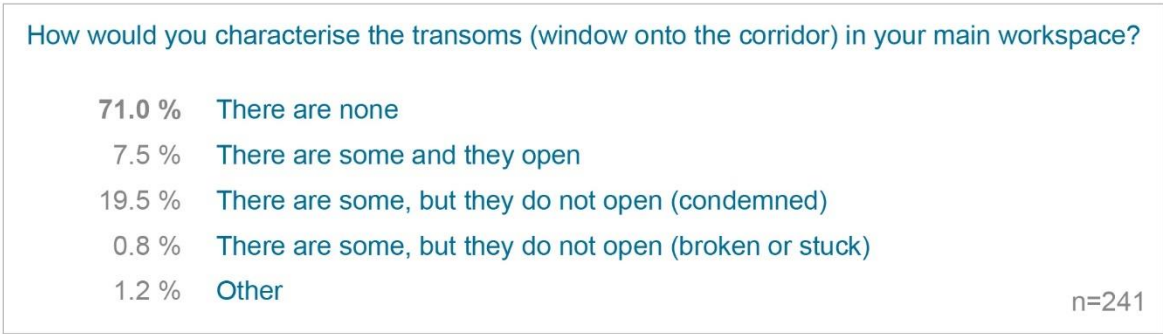 How would you characterise the transoms (window onto the corridor) in your main workspace?
71.0 % There are none
7.5 % There are some and they open
19.5 % There are some, but they do not open (condemned)
0.8 % There are some, but they do not open (broken or stuck)
1.2 % Other
n=241